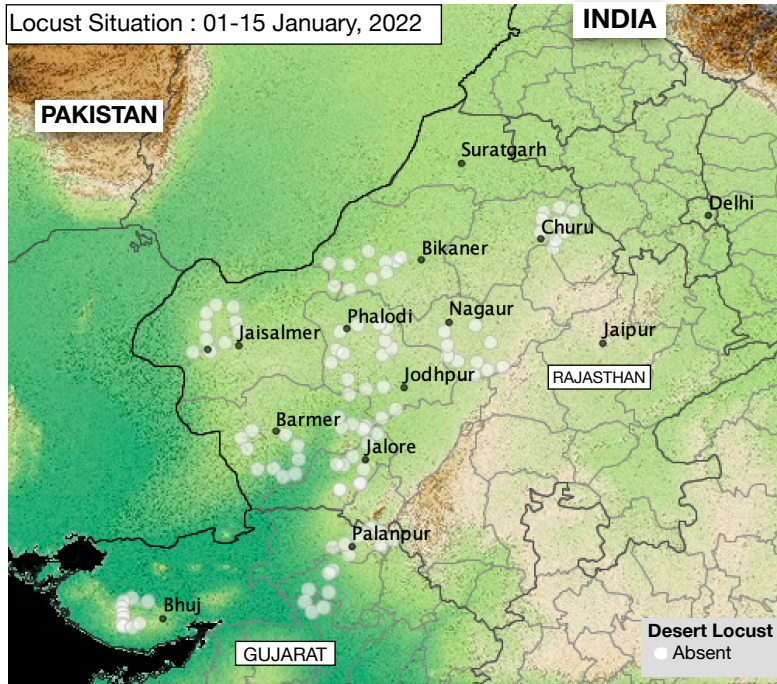 Locust Situation : 01-15 January, 2022
INDIA
PAKISTAN
Suratgarh
Delhi
Churu
Bikaner
Nagaur
Phalodi
Jaisalmer
Jaipur
Jodhpur
RAJASTHAN
Barmer
Jalore
Palanpur
Bhuj
GUJARAT
Desert Locust
Absent